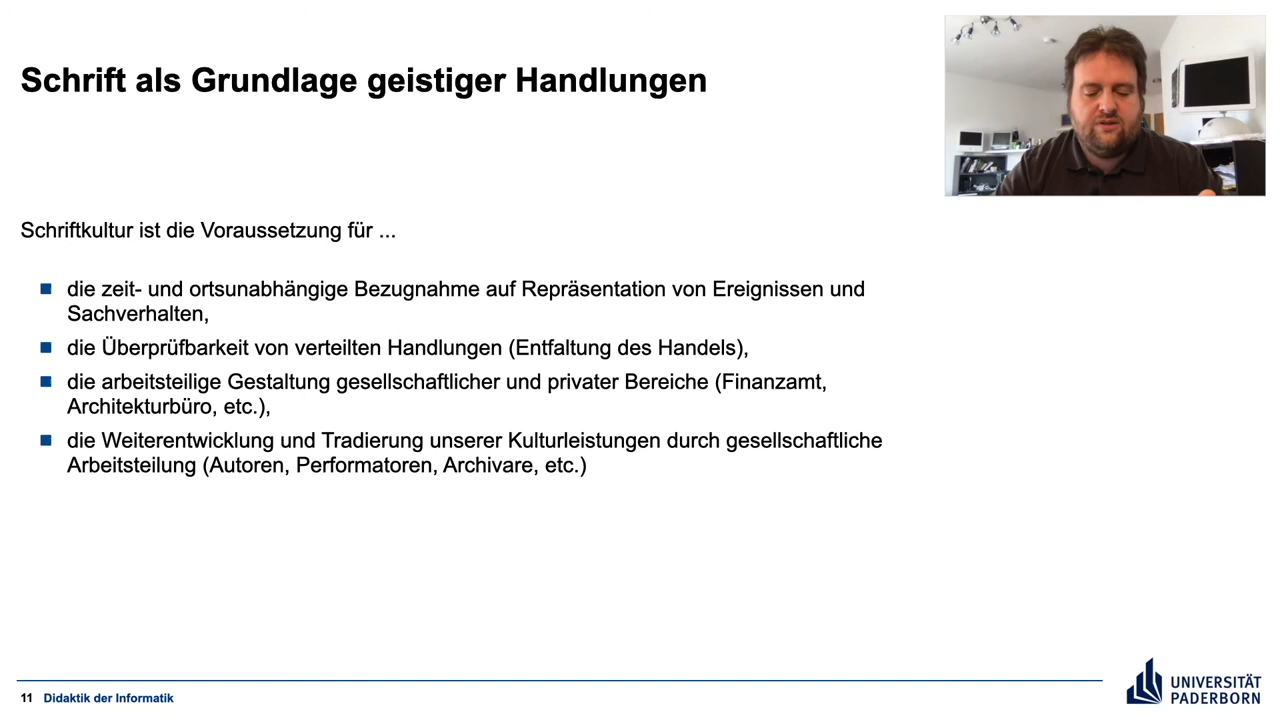 Schrift als Grundlage geistiger Handlungen
Schriftkultur ist die Voraussetzung für ...
die zeit- und ortsunabhängige Bezugnahme auf Repräsentation von Ereignissen und
Sachverhalten,
die Überprüfbarkeit von verteilten Handlungen (Entfaltung des Handels),
die arbeitsteilige Gestaltung gesellschaftlicher und privater Bereiche (Finanzamt,
Architekturbüro, etc.),
die Weiterentwicklung und Tradierung unserer Kulturleistungen durch gesellschaftliche
Arbeitsteilung (Autoren, Performatoren, Archivare, etc.)
11 Didaktik der Informatik
UNIVERSITÄT
PADERBORN